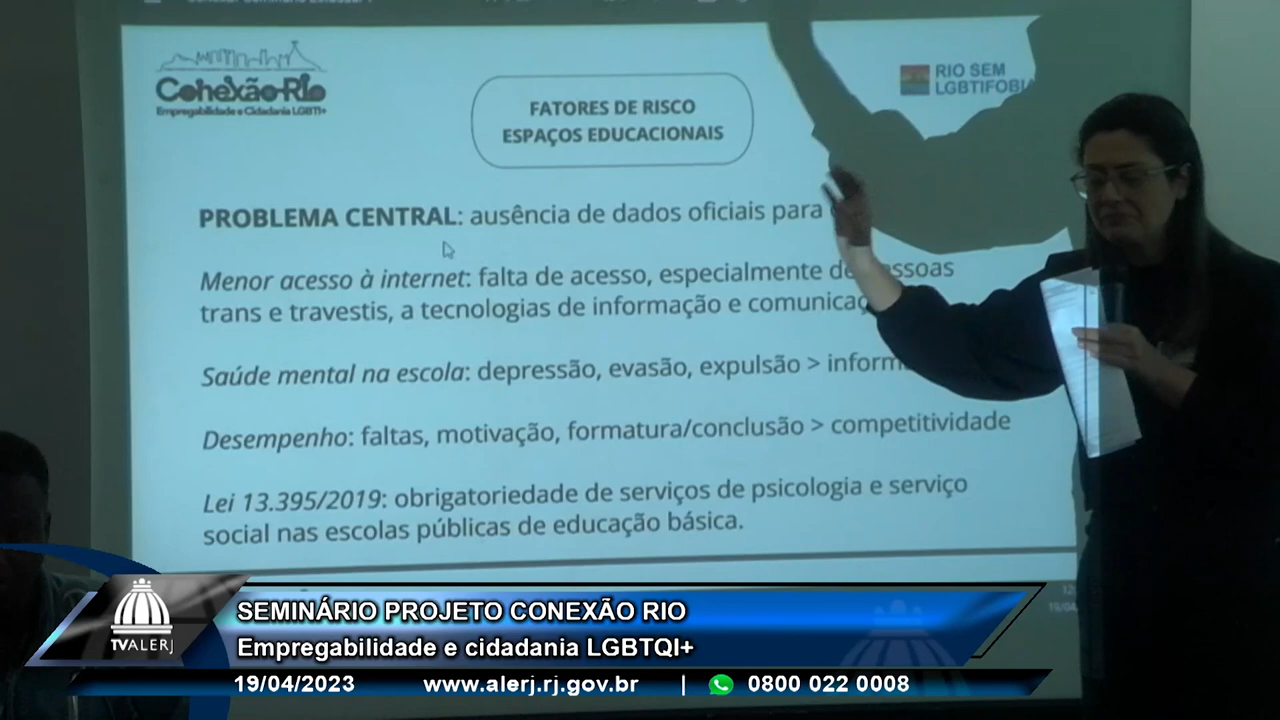 Conexão Rio
Empregabilidade e Cidadania LGBTI+
RIO SEM
LGBTIFOBIA
FATORES DE RISCO
ESPAÇOS EDUCACIONAIS
PROBLEMA CENTRAL: ausência de dados oficiais para
Menor acesso à internet: falta de acesso, especialmente de pessoas
trans e travestis, a tecnologias de informação e comunicaç
Saúde mental na escola: depressão, evasão, expulsão > inform
Desempenho: faltas, motivação, formatura/conclusão > competitividade
Lei 13.395/2019: obrigatoriedade de serviços de psicologia e serviço
social nas escolas públicas de educação básica.
SEMINÁRIO PROJETO CONEXÃO RIO
TVALERJ
Empregabilidade e cidadania LGBTQI+
19/04/2023 www.alerj.rj.gov.br | 0800 022 0008